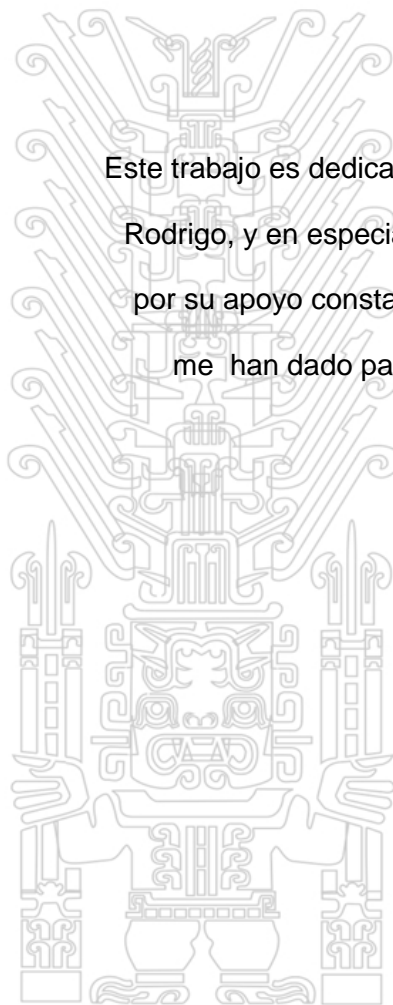 Este trabajo es dedica
Rodrigo, y en especia
por su apoyo consta
me han dado pa